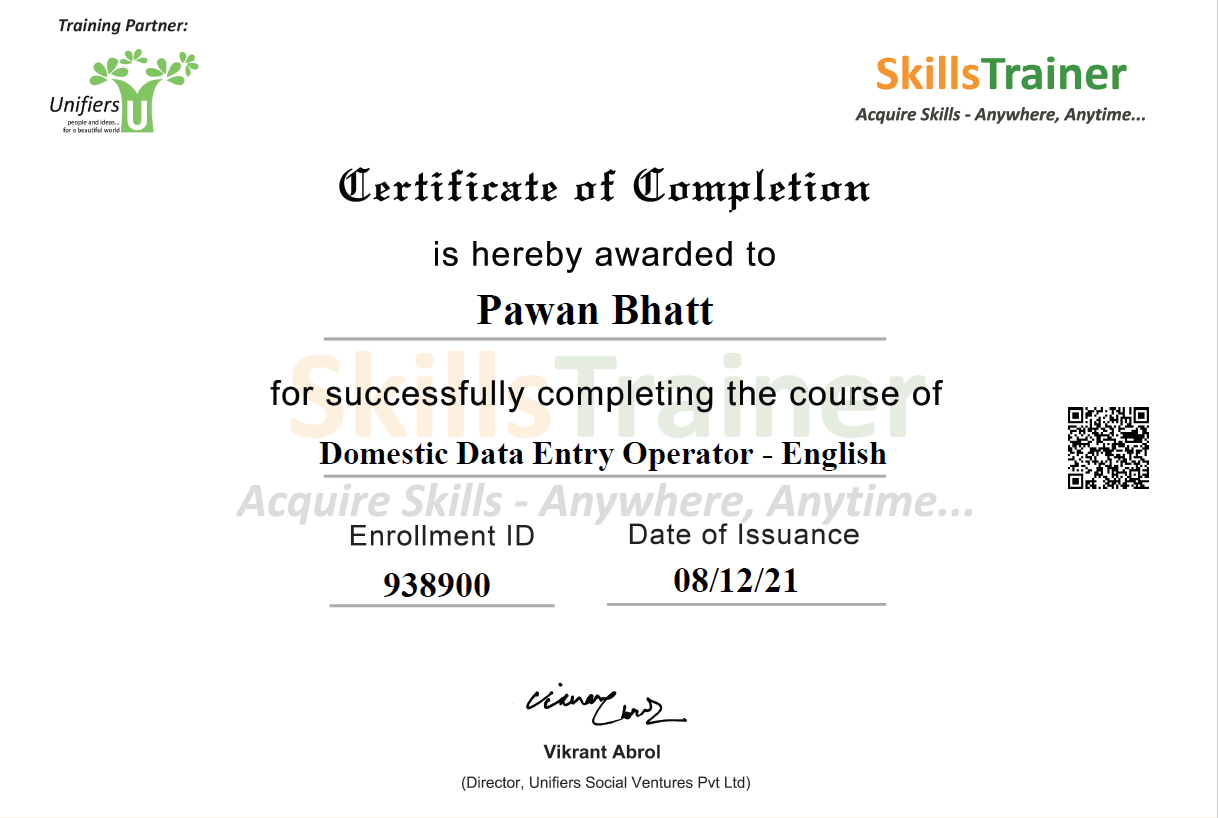 Training Partner:
Unifiers
people and ideas...
for a beautiful world
U
SkillsTrainer
Acquire Skills - Anywhere, Anytime...
Certificate of Completion
is hereby awarded to
Pawan Bhatt
SkillsTrainer
for successfully completing the course of
Domestic Data Entry Operator - English
Acquire Skills - Anywhere, Anytime...
Enrollment ID
Date of Issuance
938900
08/12/21
Vikrant Abrol
(Director, Unifiers Social Ventures Pvt Ltd)